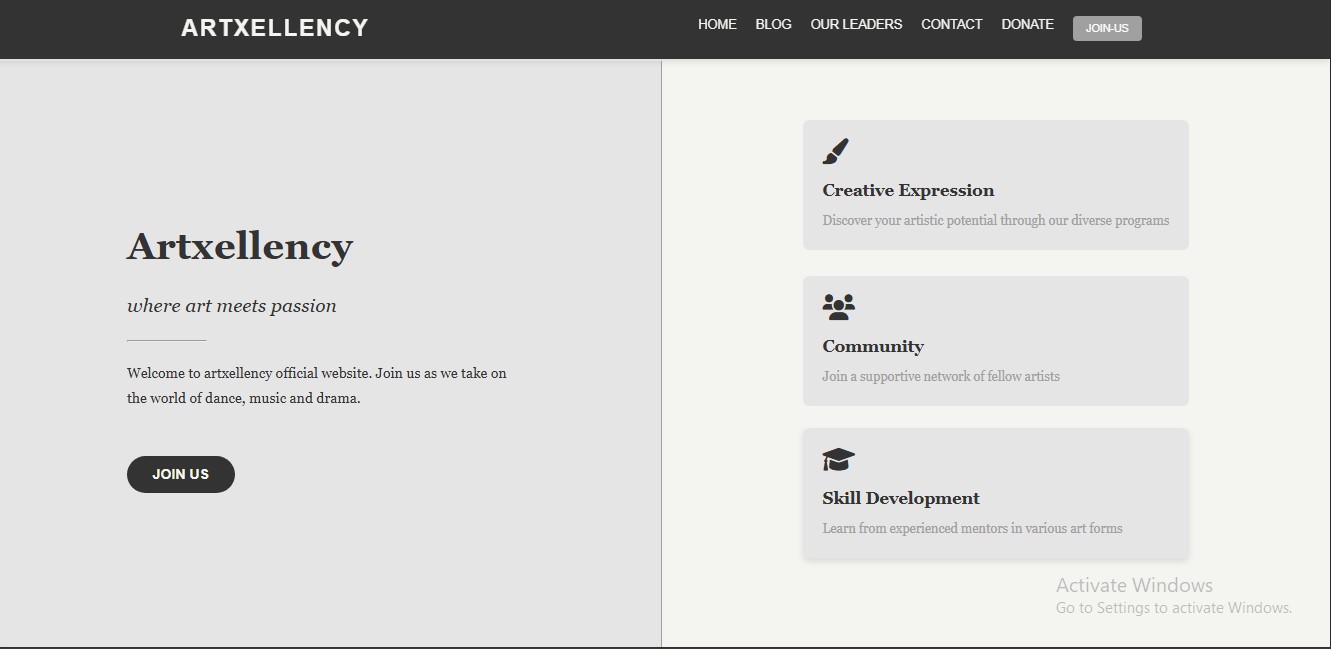 ARTXELLENCY
HOME BLOG OUR LEADERS CONTACT DONATE JOIN-US
Artxellency
where art meets passion
Welcome to artxellency official website. Join us as we take on
the world of dance, music and drama.
JOIN US
Creative Expression
Discover your artistic potential through our diverse programs
Community
Join a supportive network of fellow artists
Skill Development
Learn from experienced mentors in various art forms
Activate Windows
Go to Settings to activate Windows.